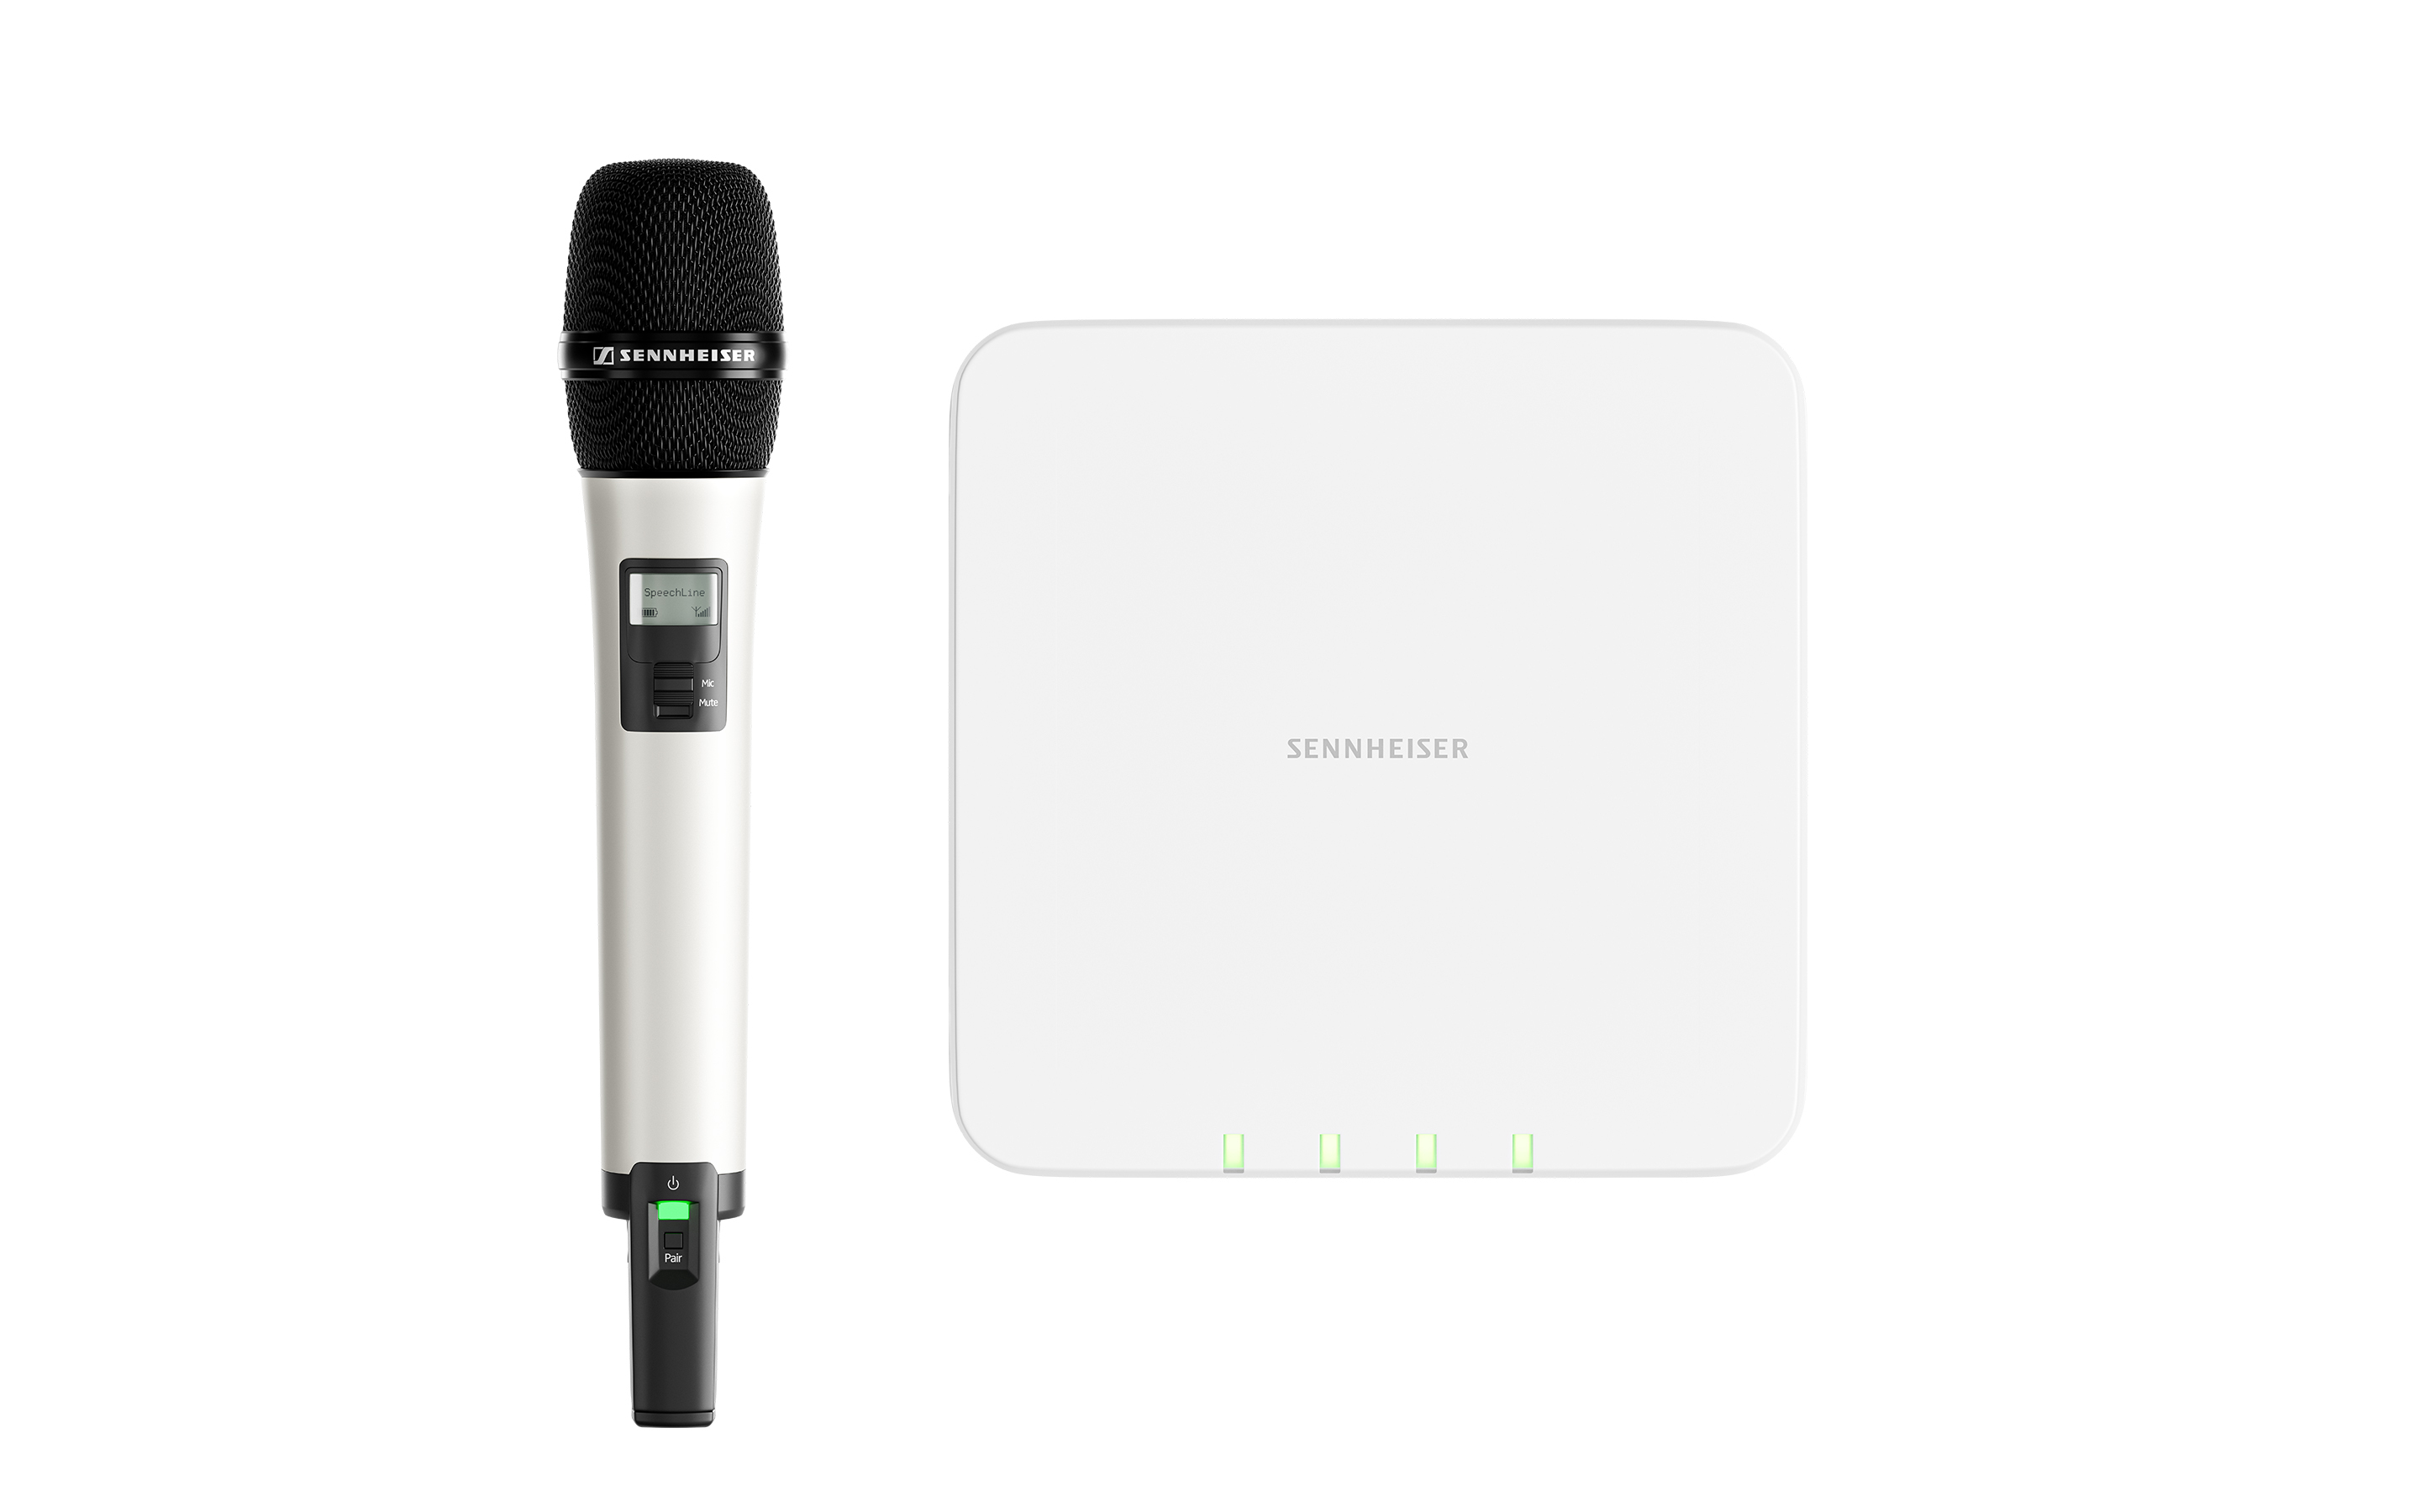 SENNHEISER
SpeechLine
Mic
Mute
Pair
SENNHEISER